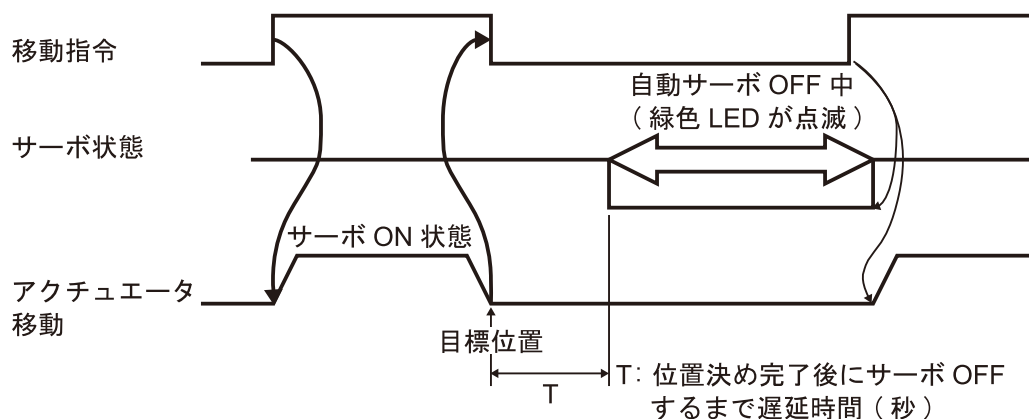 移動指令
自動サーボ OFF 中
（ 緑色 LED が点滅 ）
サーボ状態
サーボ ON 状態
アクチュエータ
移動
目標位置
T
T： 位置決め完了後にサーボ OFF
するまで遅延時間（ 秒 ）